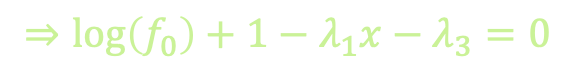 ⇒ log(f₀) + 1 − λ₁x − λ₃ = 0